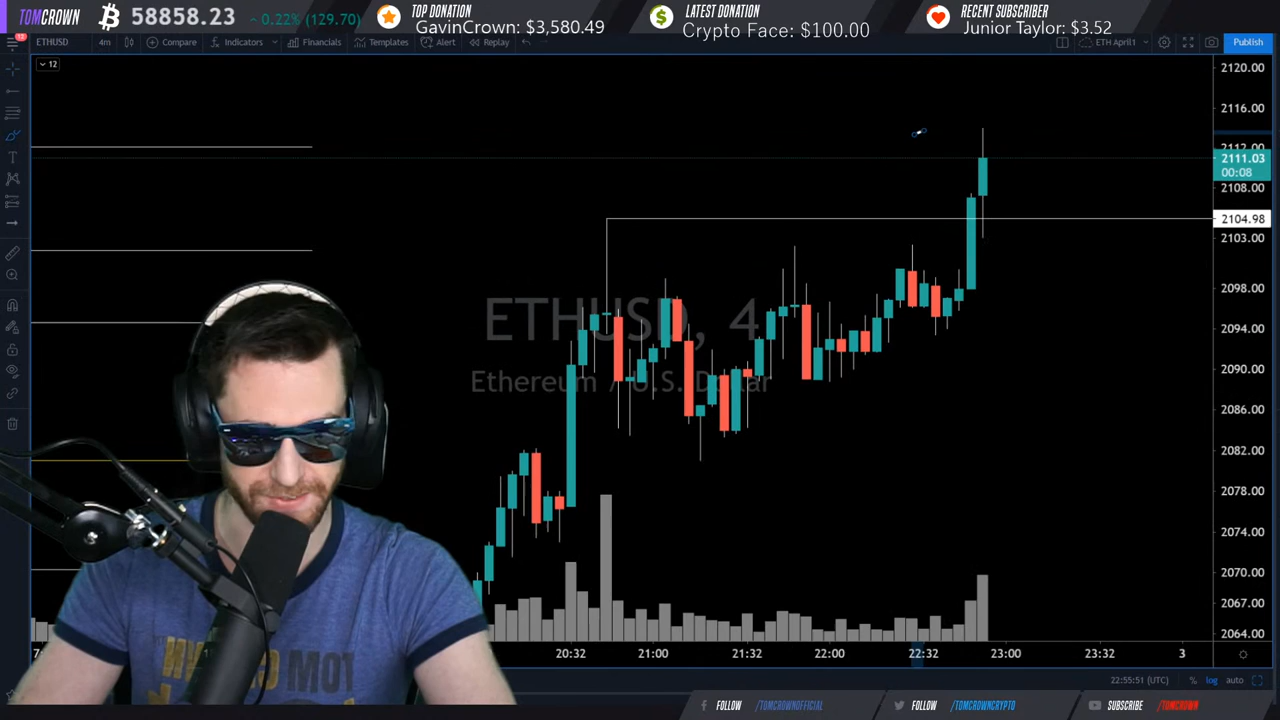 TOMCROWN 58858.23 0.22% (129.70) TOP DONATION LATEST DONATION RECENT SUBSCRIBER
GavinCrown: $3,580.49 Crypto Face: $100.00 Junior Taylor: $3.52
13
ETHUSD 4m Compare Indicators Financials Templates Alert Replay ETH April1 Publish
12
2120.00
2116.00
2112.00
2111.03
00:08
2108.00
2104.98
2103.00
2098.00
2094.00
2090.00
2086.00
2082.00
2078.00
2074.00
2070.00
2067.00
2064.00
ETHUSD, 4
Ethereum / U.S. Dollar
20:32 21:00 21:32 22:00 22:32 23:00 23:32 3
22:55:51 (UTC) % log auto
FOLLOW /TOMCROWNOFFICIAL FOLLOW /TOMCROWNCRYPTO SUBSCRIBE /TOMCROWN